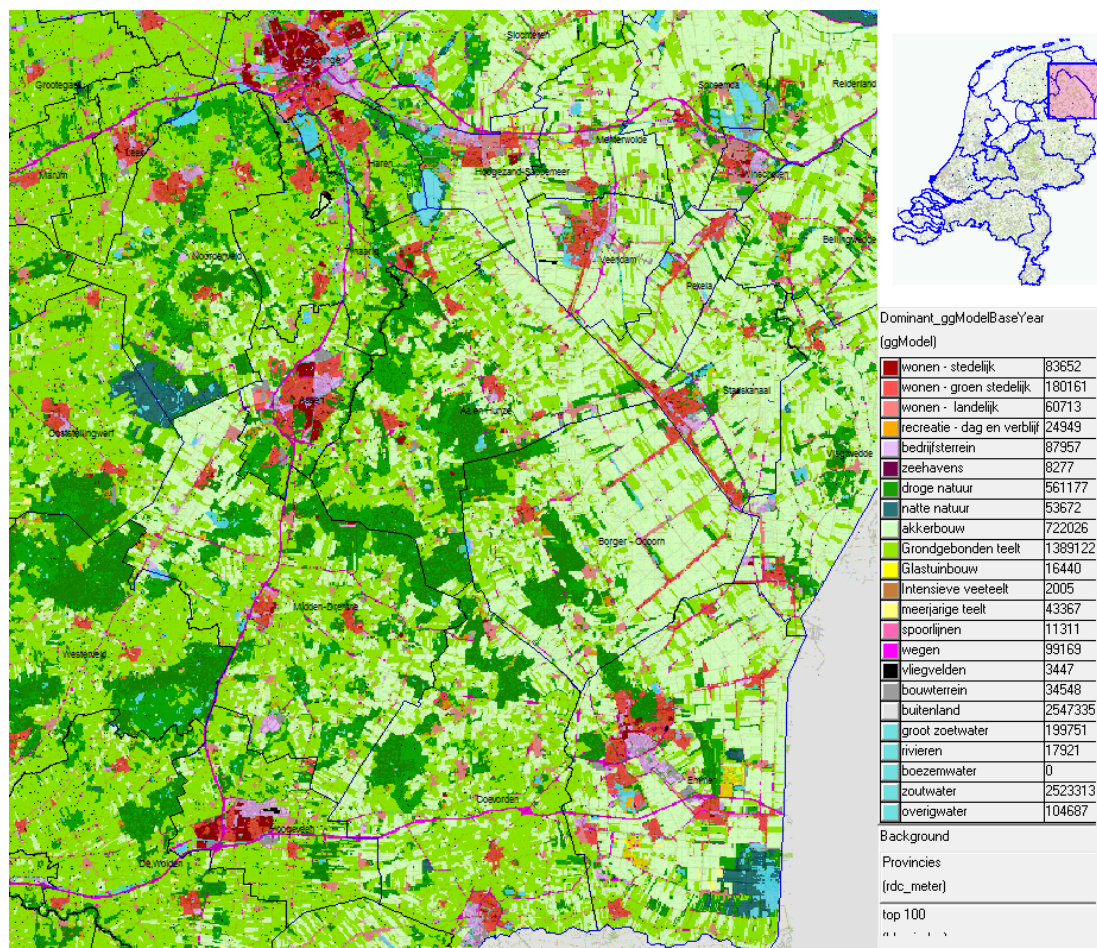 Slochteren
Groningen
Grootegast
Scheemda
Reiderland
Leek
Menterwolde
Haren
Marum
Hoogezand-Sappemeer
Winschoten
Bellingwedde
Noordenveld
Tynaarlo
Veendam
Pekela
Stadskanaal
Assen
Aa en Hunze
Ooststellingwerf
Vlagtwedde
Borger - Odoorn
Midden-Drenthe
Westerveld
Emmen
Coevorden
Hoogeveen
De Wolden
Dominant_ggModelBaseYear
(ggModel)
wonen - stedelijk 83652
wonen - groen stedelijk 180161
wonen - landelijk 60713
recreatie - dag en verblijf 24949
bedrijfsterrein 87957
zeehavens 8277
droge natuur 561177
natte natuur 53672
akkerbouw 722026
Grondgebonden teelt 1389122
Glastuinbouw 16440
Intensieve veeteelt 2005
meerjarige teelt 43367
spoorlijnen 11311
wegen 99169
vliegvelden 3447
bouwterrein 34548
buitenland 2547335
groot zoetwater 199751
rivieren 17921
boezemwater 0
zoutwater 2523313
overigwater 104687
Background
Provincies
(rdc_meter)
top 100